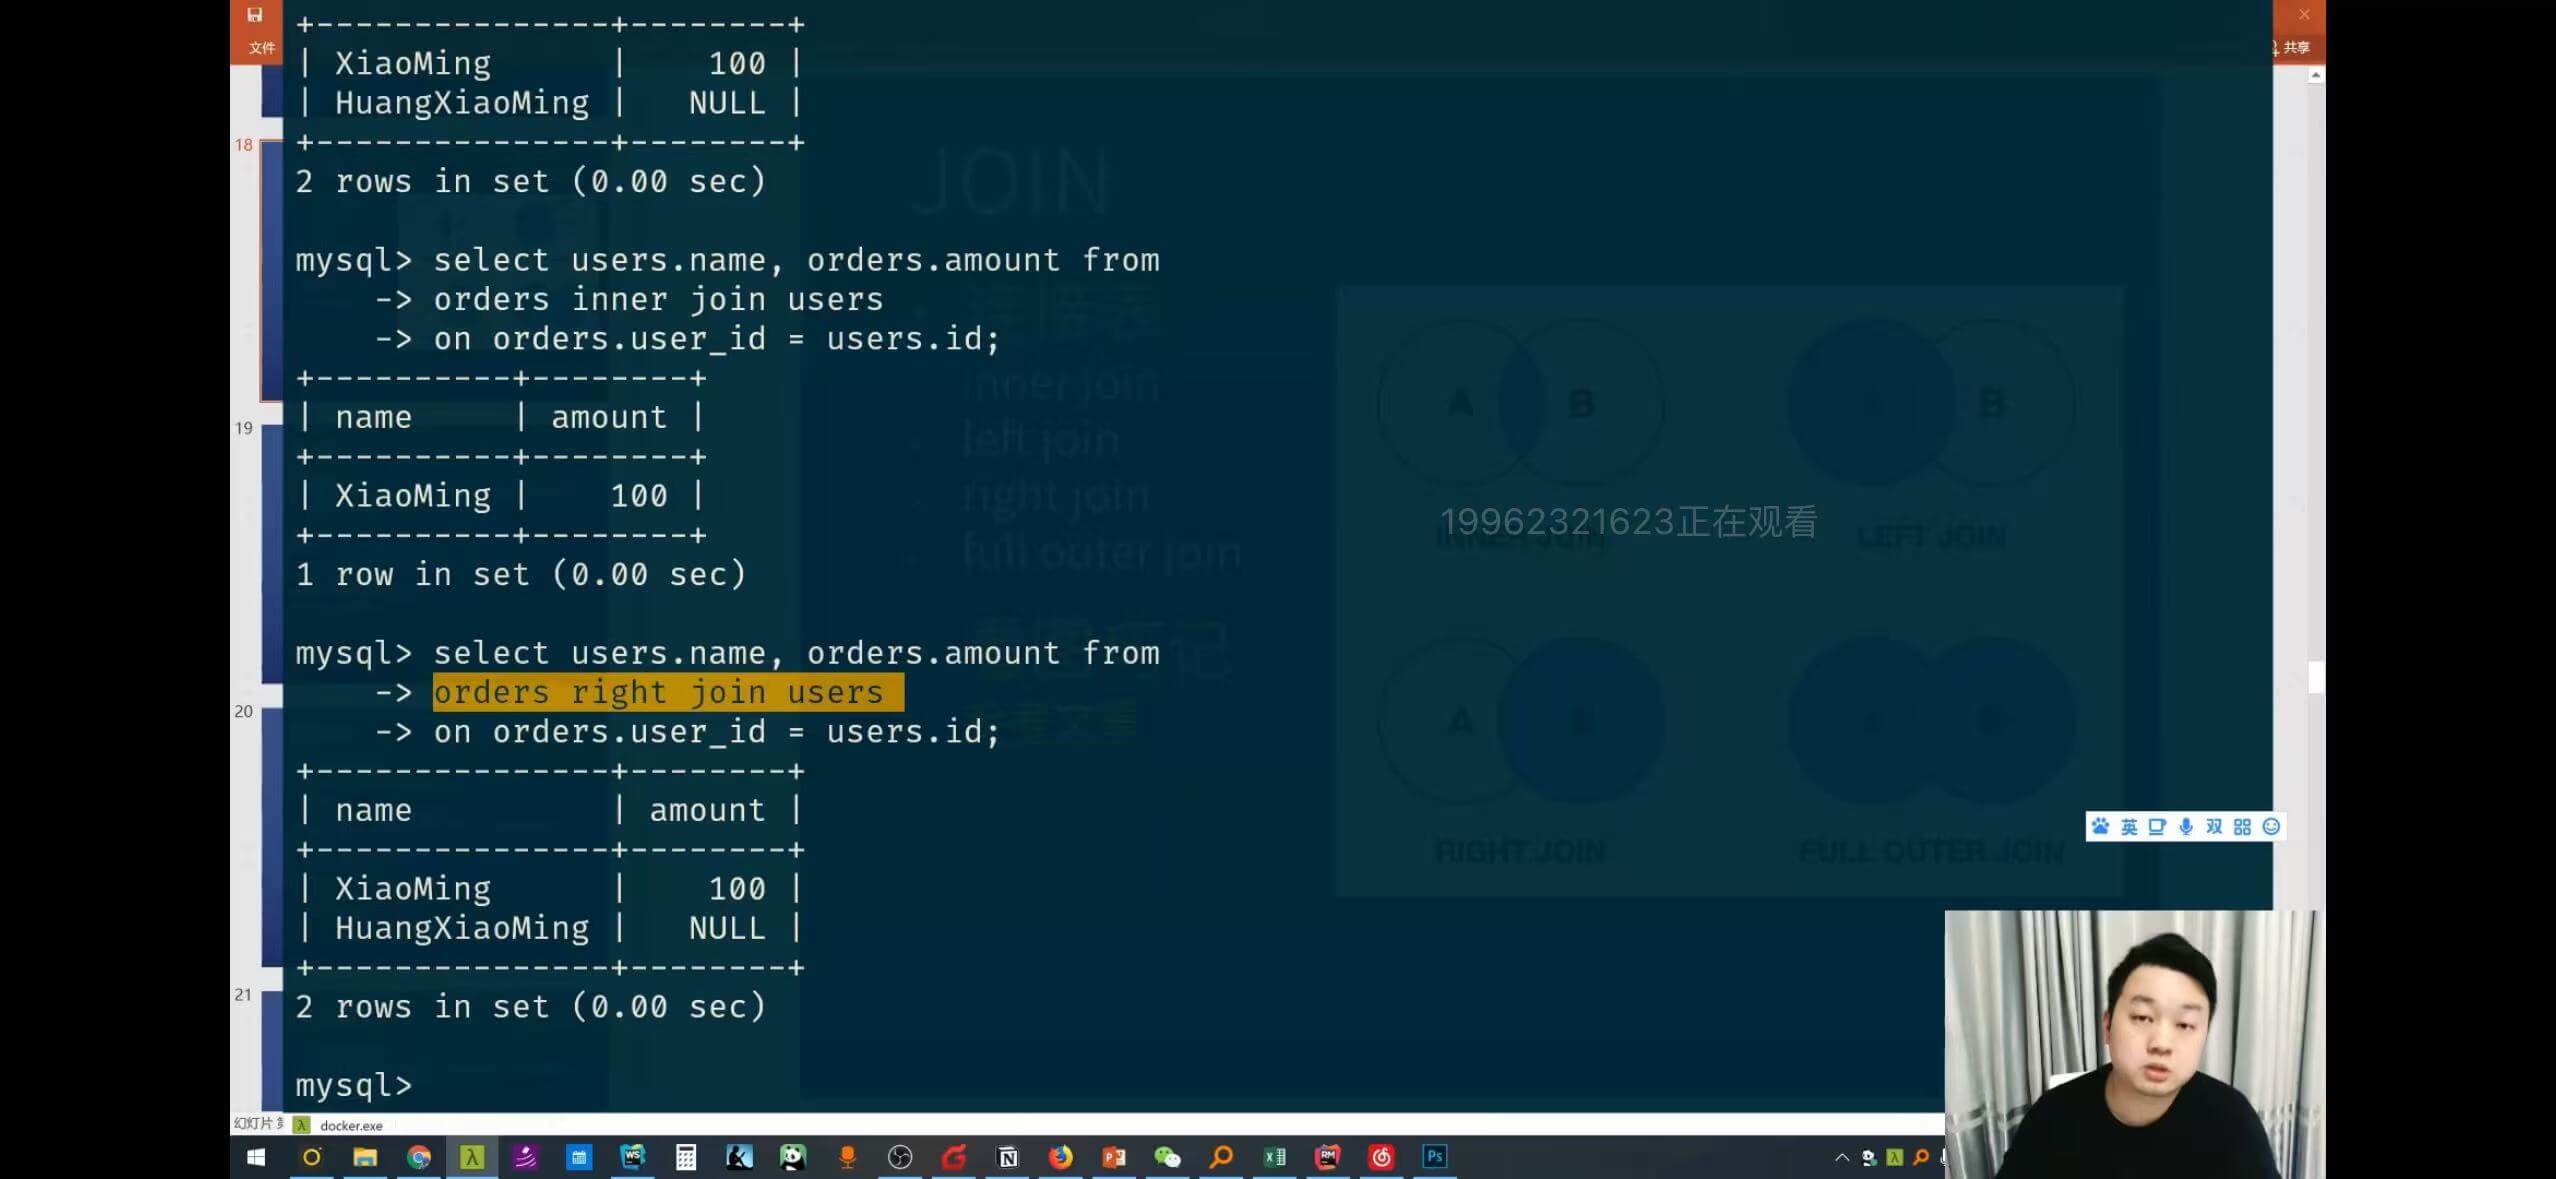 文件
共享
+---------------+--------+
| XiaoMing      |    100 |
| HuangXiaoMing |   NULL |
+---------------+--------+
2 rows in set (0.00 sec)
mysql> select users.name, orders.amount from
    -> orders inner join users
    -> on orders.user_id = users.id;
+----------+--------+
| name     | amount |
+----------+--------+
| XiaoMing |    100 |
+----------+--------+
1 row in set (0.00 sec)
mysql> select users.name, orders.amount from
    -> orders right join users
    -> on orders.user_id = users.id;
+---------------+--------+
| name          | amount |
+---------------+--------+
| XiaoMing      |    100 |
| HuangXiaoMing |   NULL |
+---------------+--------+
2 rows in set (0.00 sec)
mysql>
18
19
20
21
JOIN
inner join
left join
right join
full outer join
A B
B
INNER JOIN
LEFT JOIN
19962321623正在观看
A
RIGHT JOIN
FULL OUTER JOIN
英 双
幻灯片
docker.exe